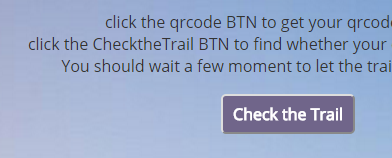 click the qrcode BTN to get your qrcod
click the ChecktheTrail BTN to find whether your
You should wait a few moment to let the trai
Check the Trail